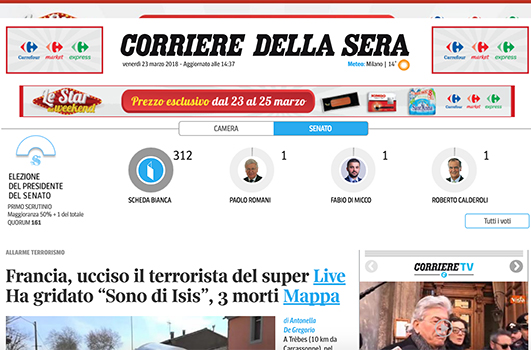 Carrefour market express
CORRIERE DELLA SERA
venerdì 23 marzo 2018 - Aggiornato alle 14:37
Meteo: Milano | 14°
Carrefour market express
Le Star del weekend
Prezzo esclusivo dal 23 al 25 marzo
Carrefour market express
CAMERA
SENATO
ELEZIONE
DEL PRESIDENTE
DEL SENATO
PRIMO SCRUTINIO
Maggioranza 50% + 1 del totale
QUORUM 161
312
SCHEDA BIANCA
1
PAOLO ROMANI
1
FABIO DI MICCO
1
ROBERTO CALDEROLI
Tutti i voti
ALLARME TERRORISMO
Francia, ucciso il terrorista del super Live
Ha gridato “Sono di Isis”, 3 morti Mappa
di Antonella
De Gregorio
A Trèbes (10 km da
Carcassonne), nel
CORRIERE TV